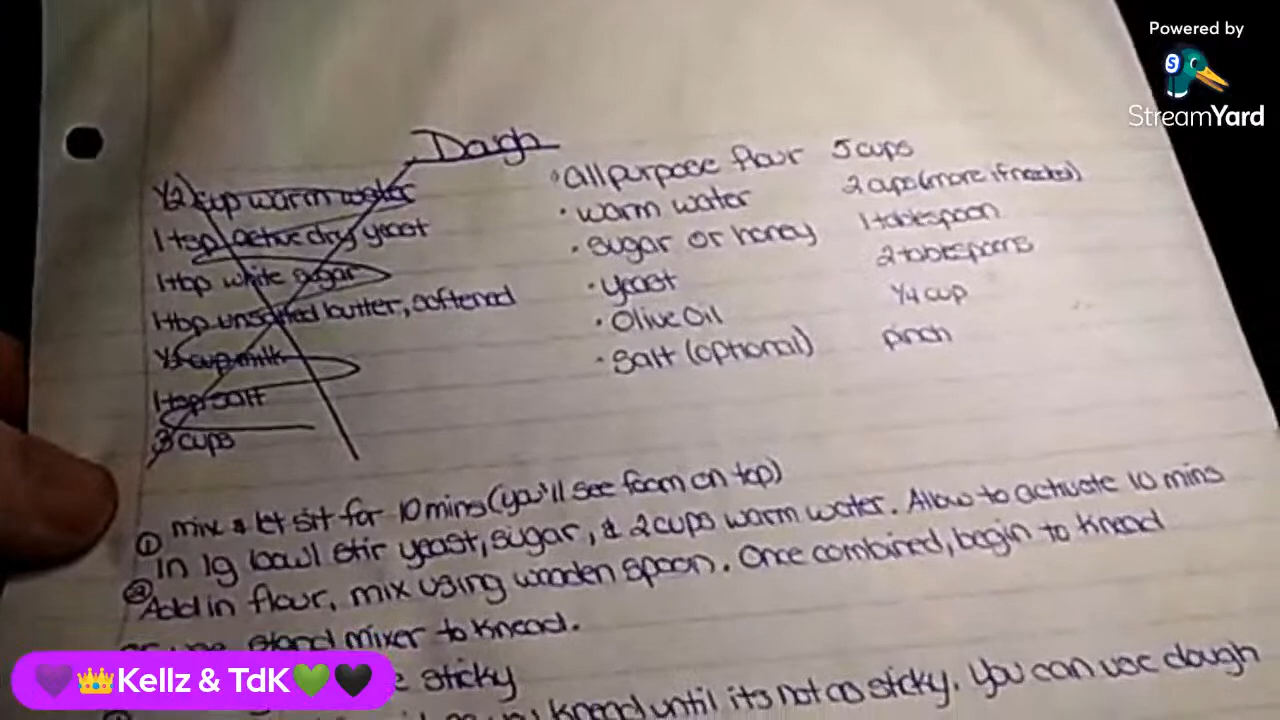 Powered by
StreamYard
Dough
1/2 cup warm water
1 tsp active dry yeast
1 tbp white sugar
1 tbp unsalted butter, softened
cup milk
1 tsp salt
3 cups
• All purpose flour 5 cups
• warm water 2 cups (more if needed)
• sugar or honey 1 tablespoon
• yeast 2 tablespoons
• Olive Oil 1/4 cup
• Salt (optional) pinch
mix & let sit for 10 mins (you'll see foam on top)
① In lg bowl stir yeast, sugar, & 2 cups warm water. Allow to activate 10 mins
② Add in flour, mix using wooden spoon. Once combined, begin to knead
or use stand mixer to knead.
sticky
knead until its not as sticky. You can use dough
💜👑Kellz & TdK💚🖤